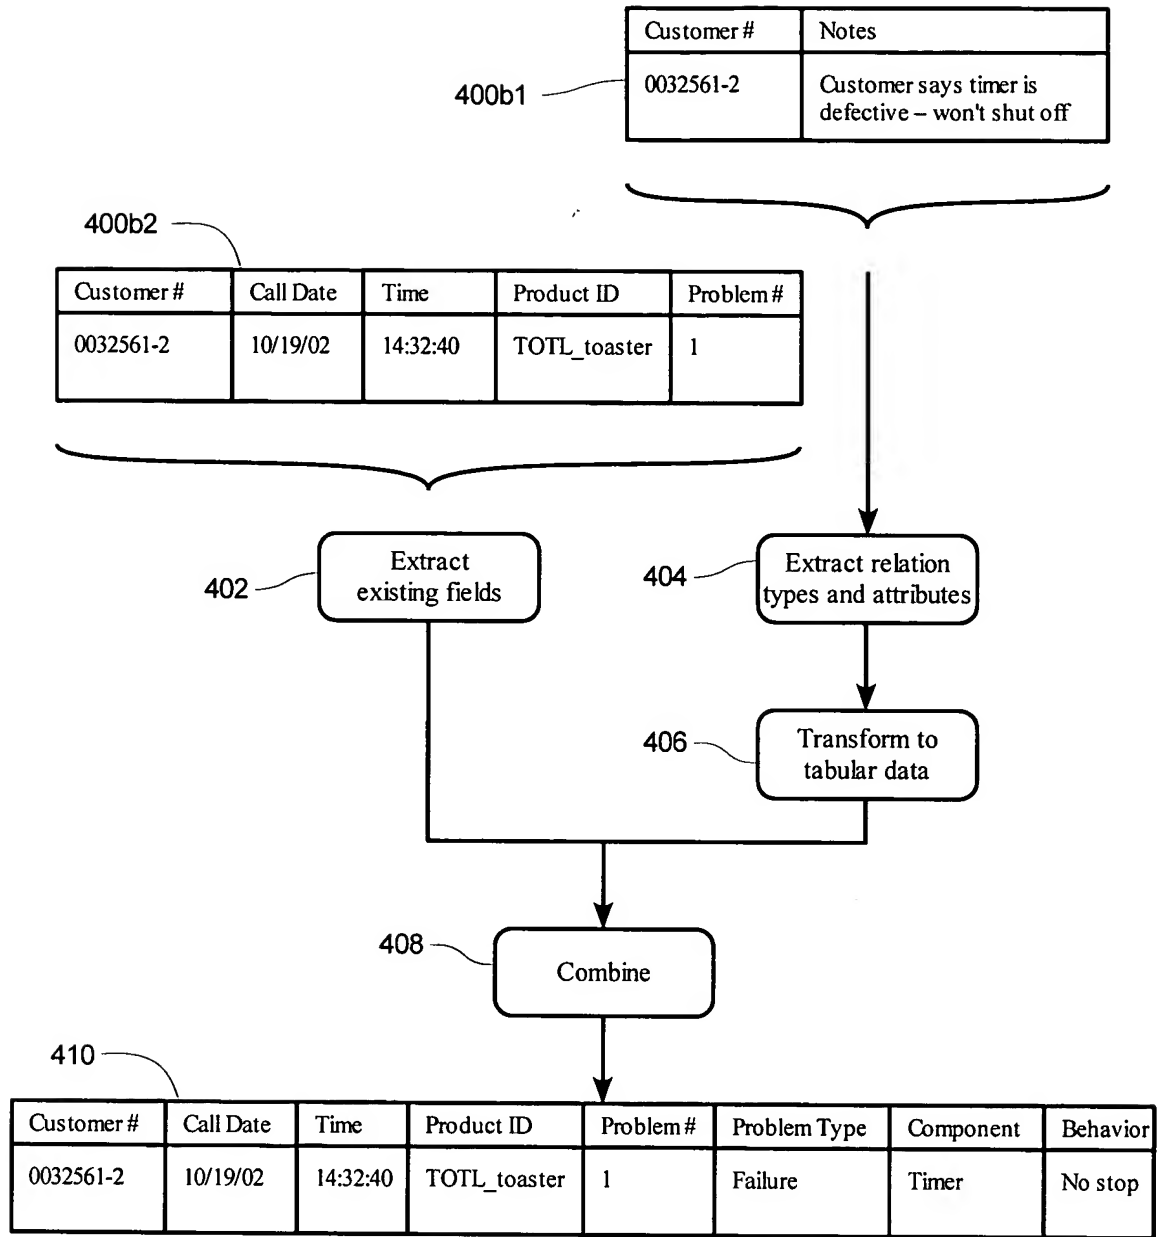 Customer # Notes
400b1
0032561-2 Customer says timer is
defective – won't shut off
400b2
Customer # Call Date Time Product ID Problem #
0032561-2 10/19/02 14:32:40 TOTL_toaster 1
402
Extract
existing fields
404
Extract relation
types and attributes
406
Transform to
tabular data
408
Combine
410
Customer # Call Date Time Product ID Problem # Problem Type Component Behavior
0032561-2 10/19/02 14:32:40 TOTL_toaster 1 Failure Timer No stop